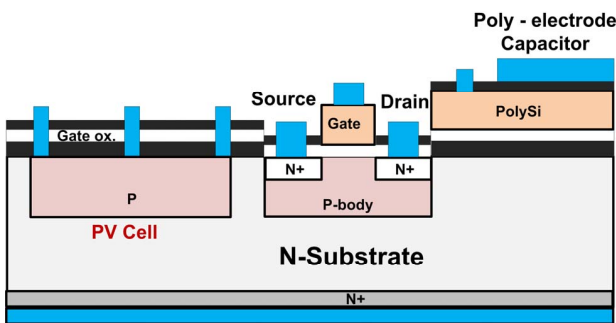 Poly - electrode
Capacitor
Source
Drain
PolySi
Gate
Gate ox.
N+
N+
P
P-body
PV Cell
N-Substrate
N+